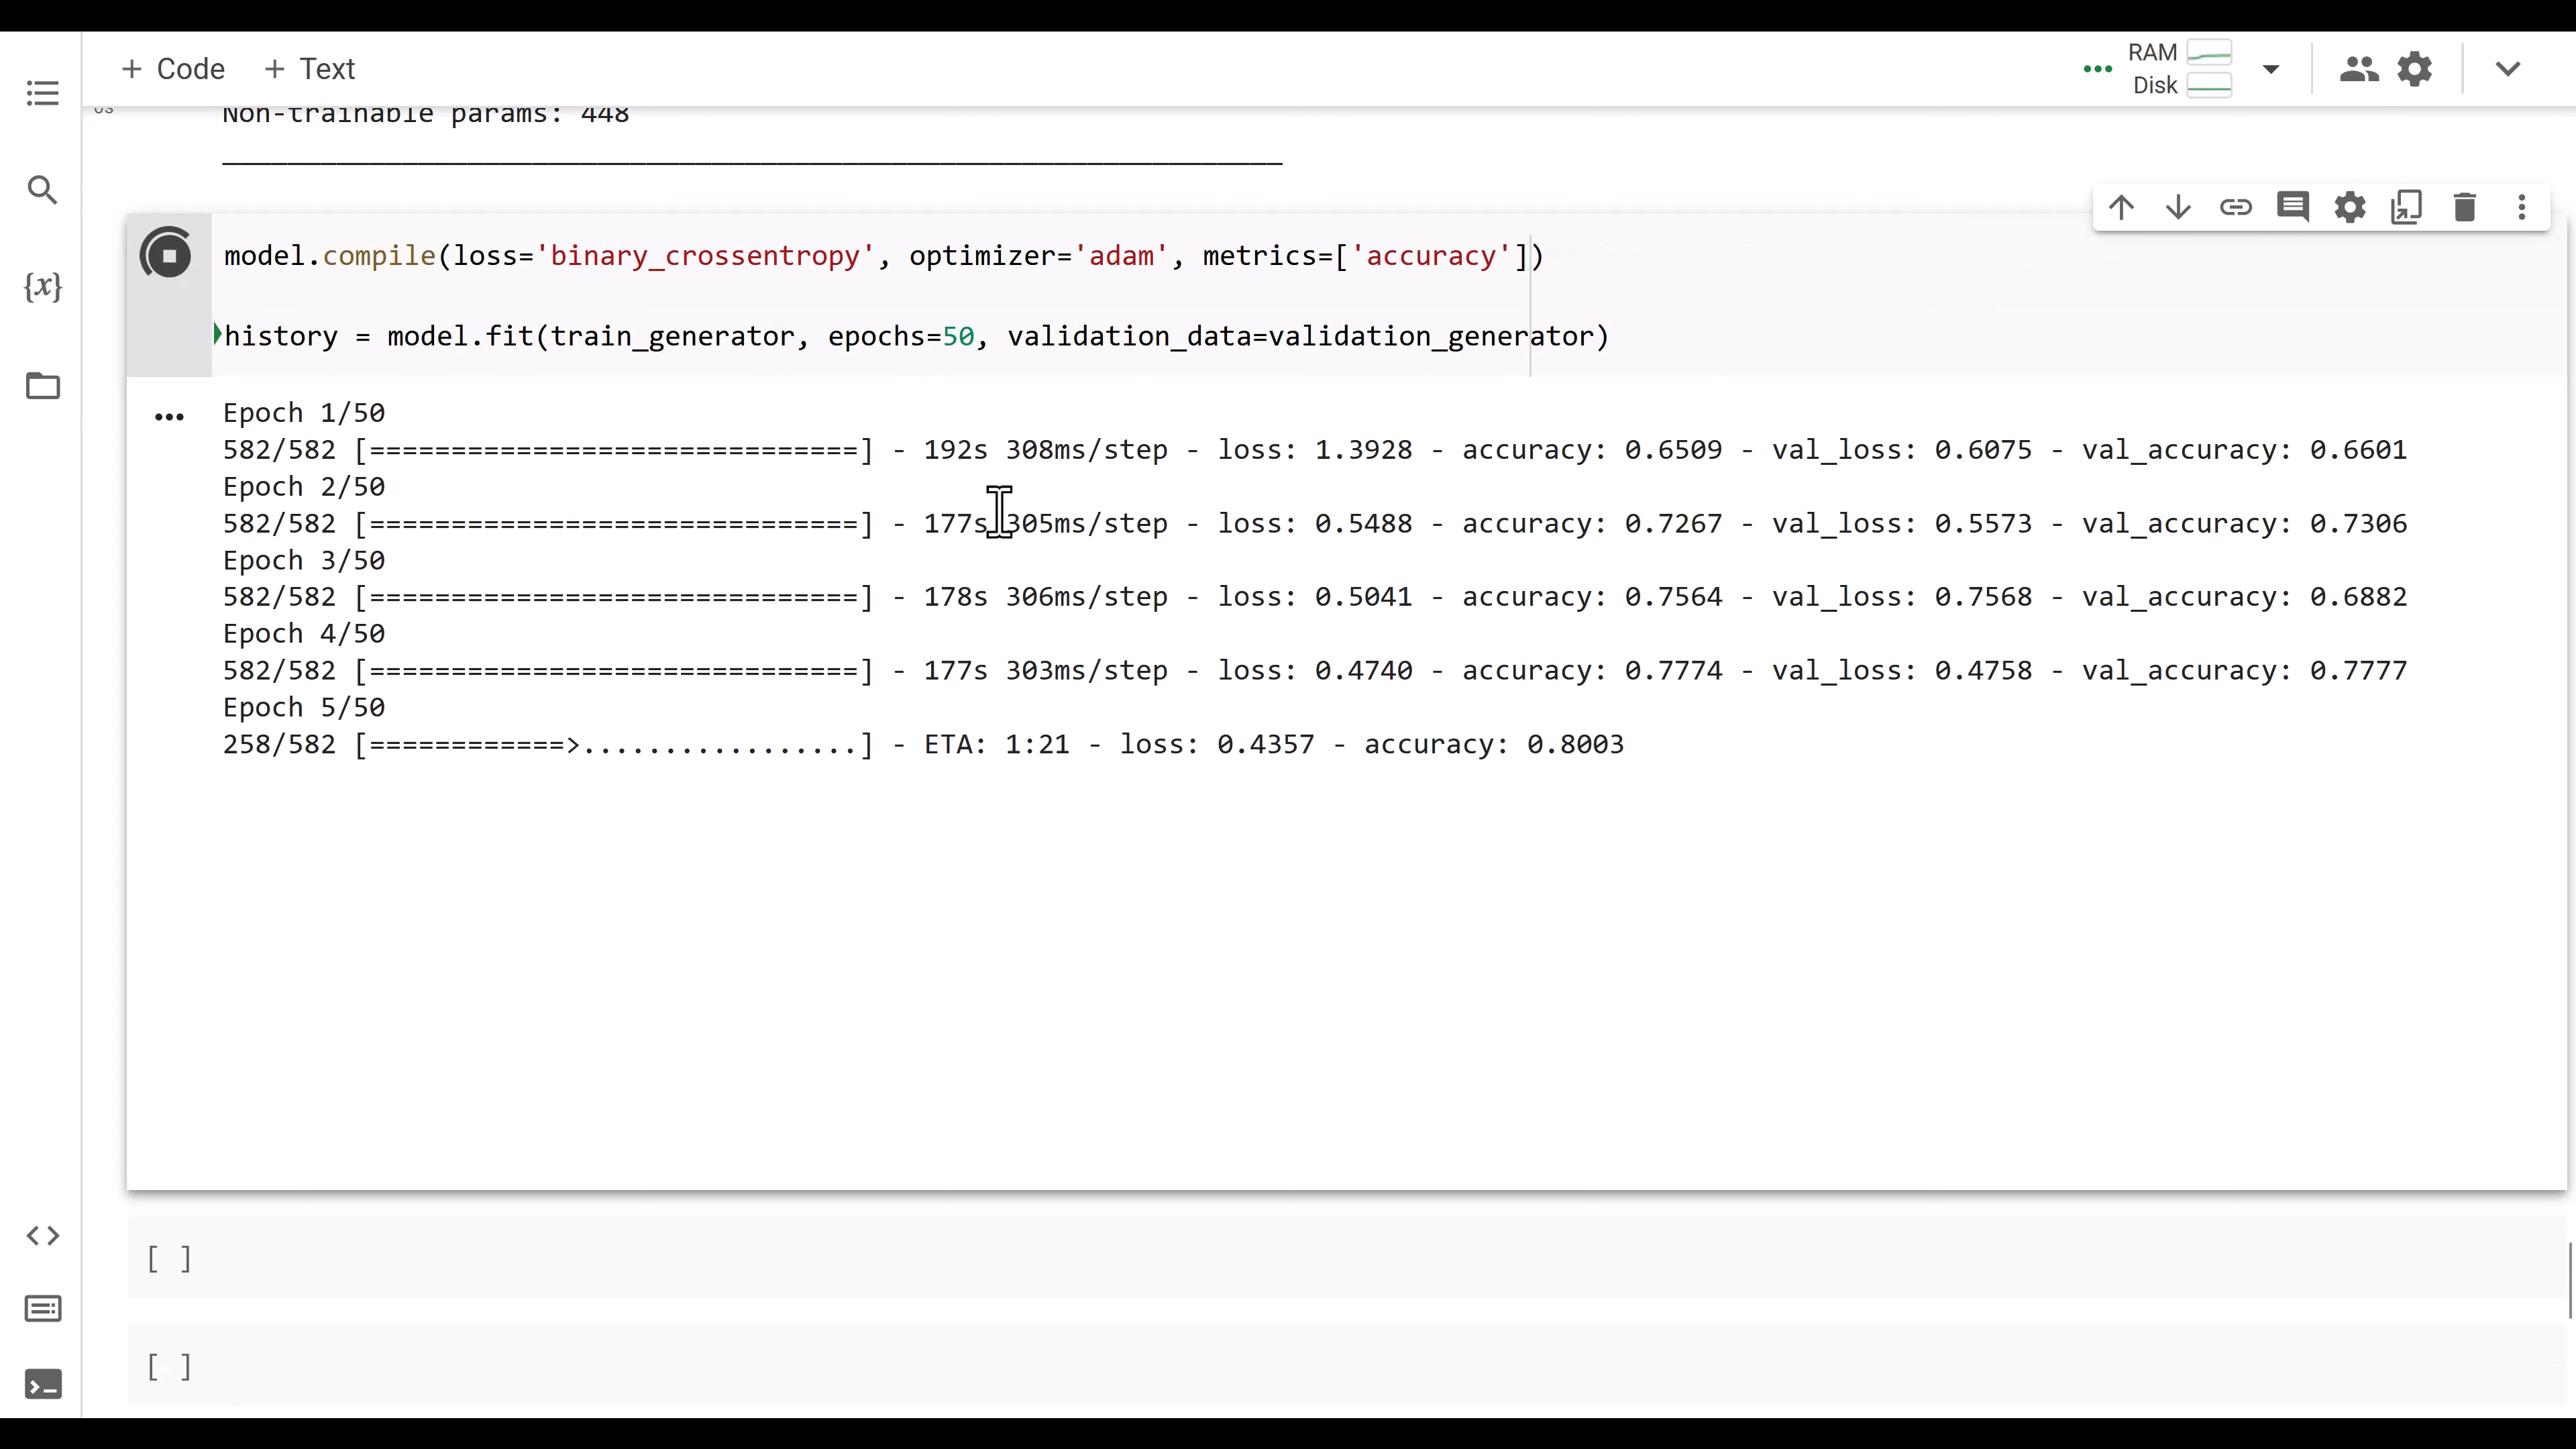 + Code + Text
RAM
Disk
Non-trainable params: 448
{x}
model.compile(loss='binary_crossentropy', optimizer='adam', metrics=['accuracy'])
history = model.fit(train_generator, epochs=50, validation_data=validation_generator)
Epoch 1/50
582/582 [==============================] - 192s 308ms/step - loss: 1.3928 - accuracy: 0.6509 - val_loss: 0.6075 - val_accuracy: 0.6601
Epoch 2/50
582/582 [==============================] - 177s 305ms/step - loss: 0.5488 - accuracy: 0.7267 - val_loss: 0.5573 - val_accuracy: 0.7306
Epoch 3/50
582/582 [==============================] - 178s 306ms/step - loss: 0.5041 - accuracy: 0.7564 - val_loss: 0.7568 - val_accuracy: 0.6882
Epoch 4/50
582/582 [==============================] - 177s 303ms/step - loss: 0.4740 - accuracy: 0.7774 - val_loss: 0.4758 - val_accuracy: 0.7777
Epoch 5/50
258/582 [============>.................] - ETA: 1:21 - loss: 0.4357 - accuracy: 0.8003
[ ]
[ ]